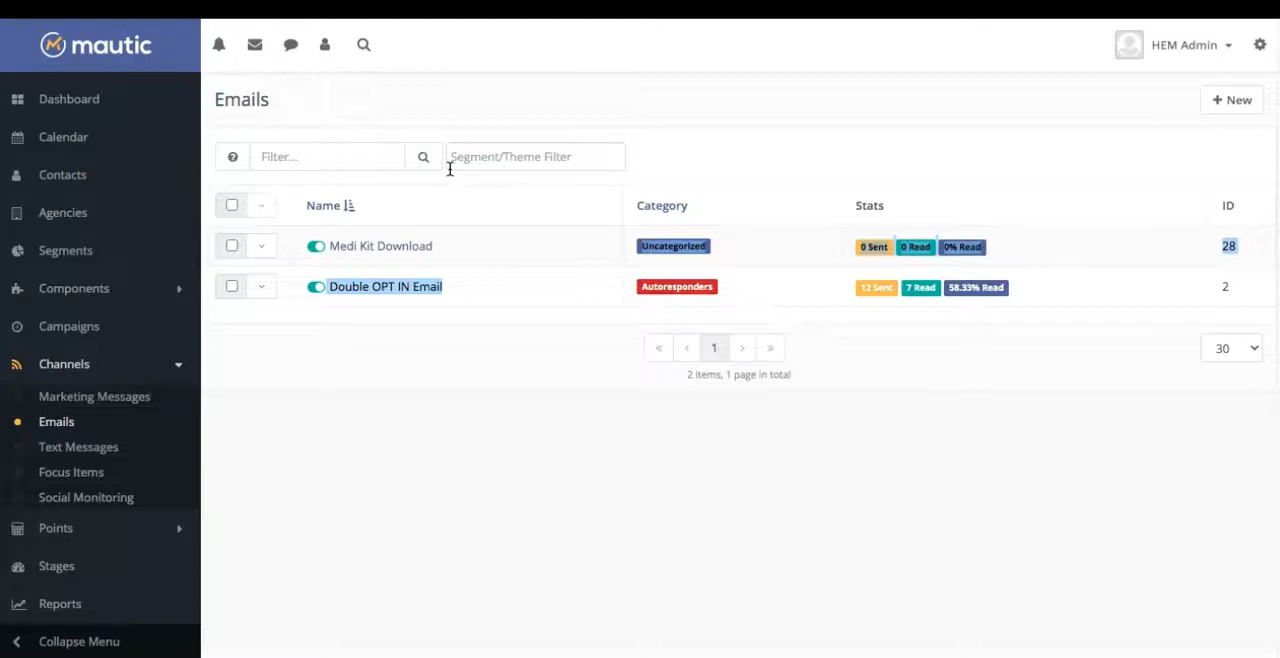 mautic
HEM Admin
Dashboard
Calendar
Contacts
Agencies
Segments
Components
Campaigns
Channels
Marketing Messages
Emails
Text Messages
Focus Items
Social Monitoring
Points
Stages
Reports
Collapse Menu
Emails
+ New
Filter...
Segment/Theme Filter
Name Category Stats ID
Medi Kit Download Uncategorized 0 Sent 0 Read 0% Read 28
Double OPT IN Email Autoresponders 12 Sent 7 Read 58.33% Read 2
« ‹ 1 › »
30
2 items, 1 page in total